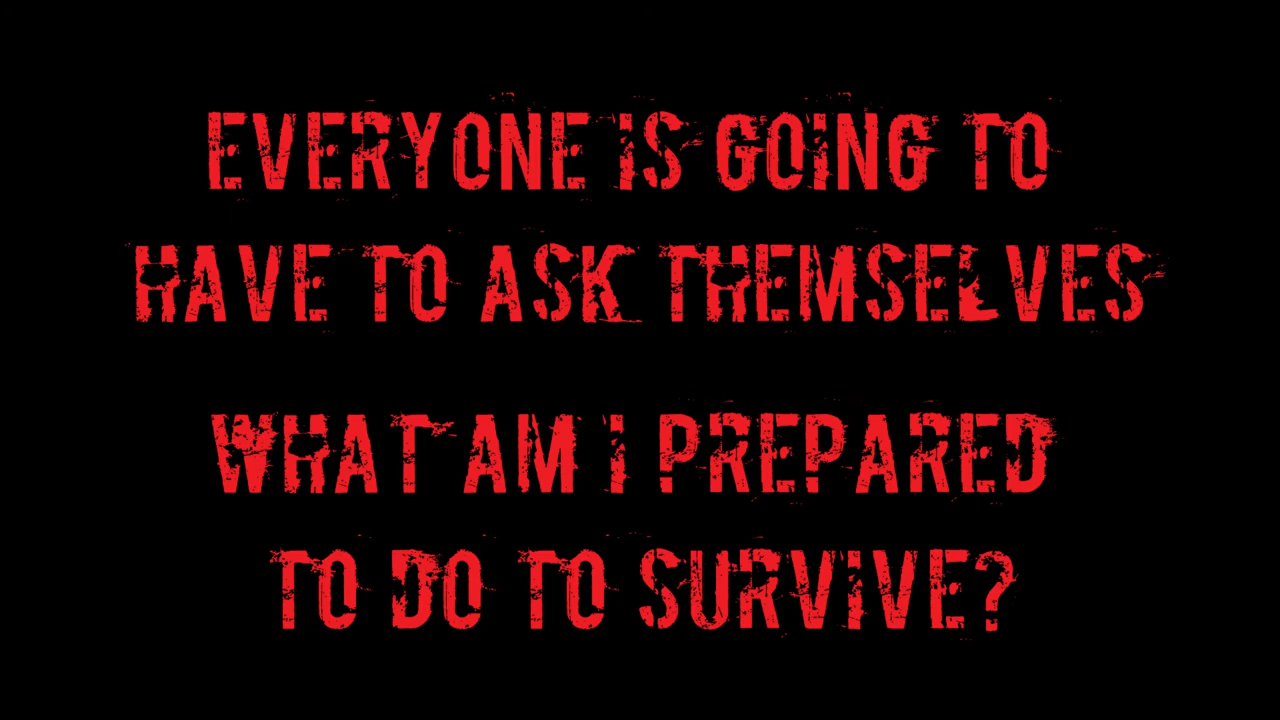 EVERYONE IS GOING TO
HAVE TO ASK THEMSELVES
WHAT AM I PREPARED
TO DO TO SURVIVE?